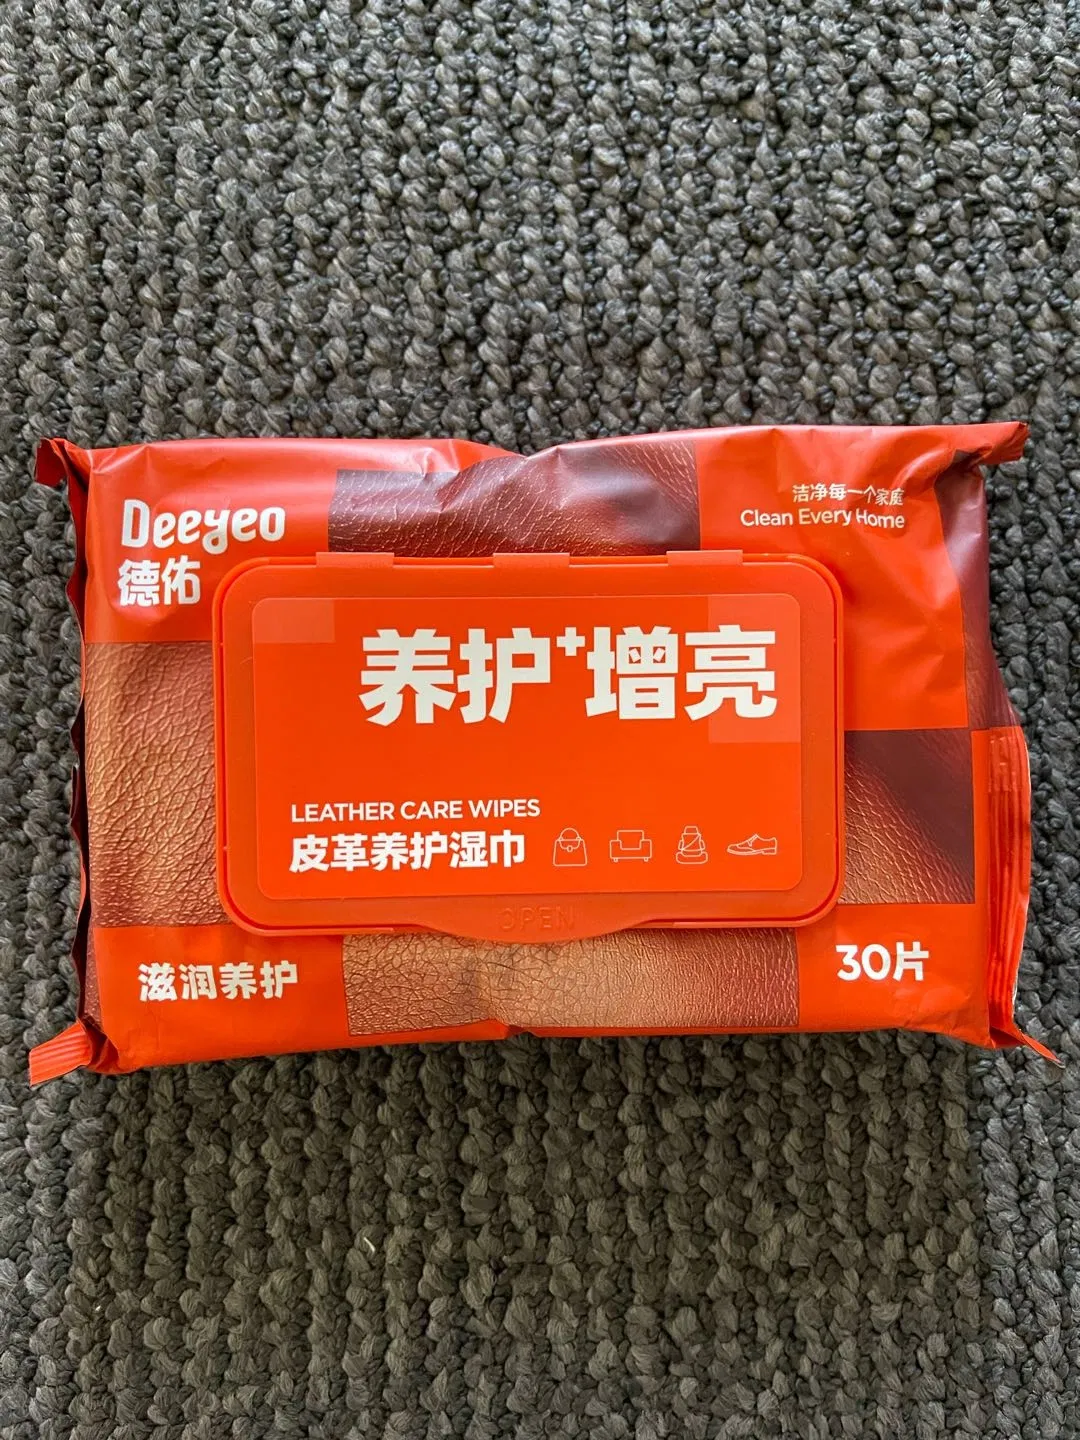 Deeyeo
德佑
洁净每一个家庭
Clean Every Home
养护+增亮
LEATHER CARE WIPES
皮革养护湿巾
OPEN
滋润养护
30片